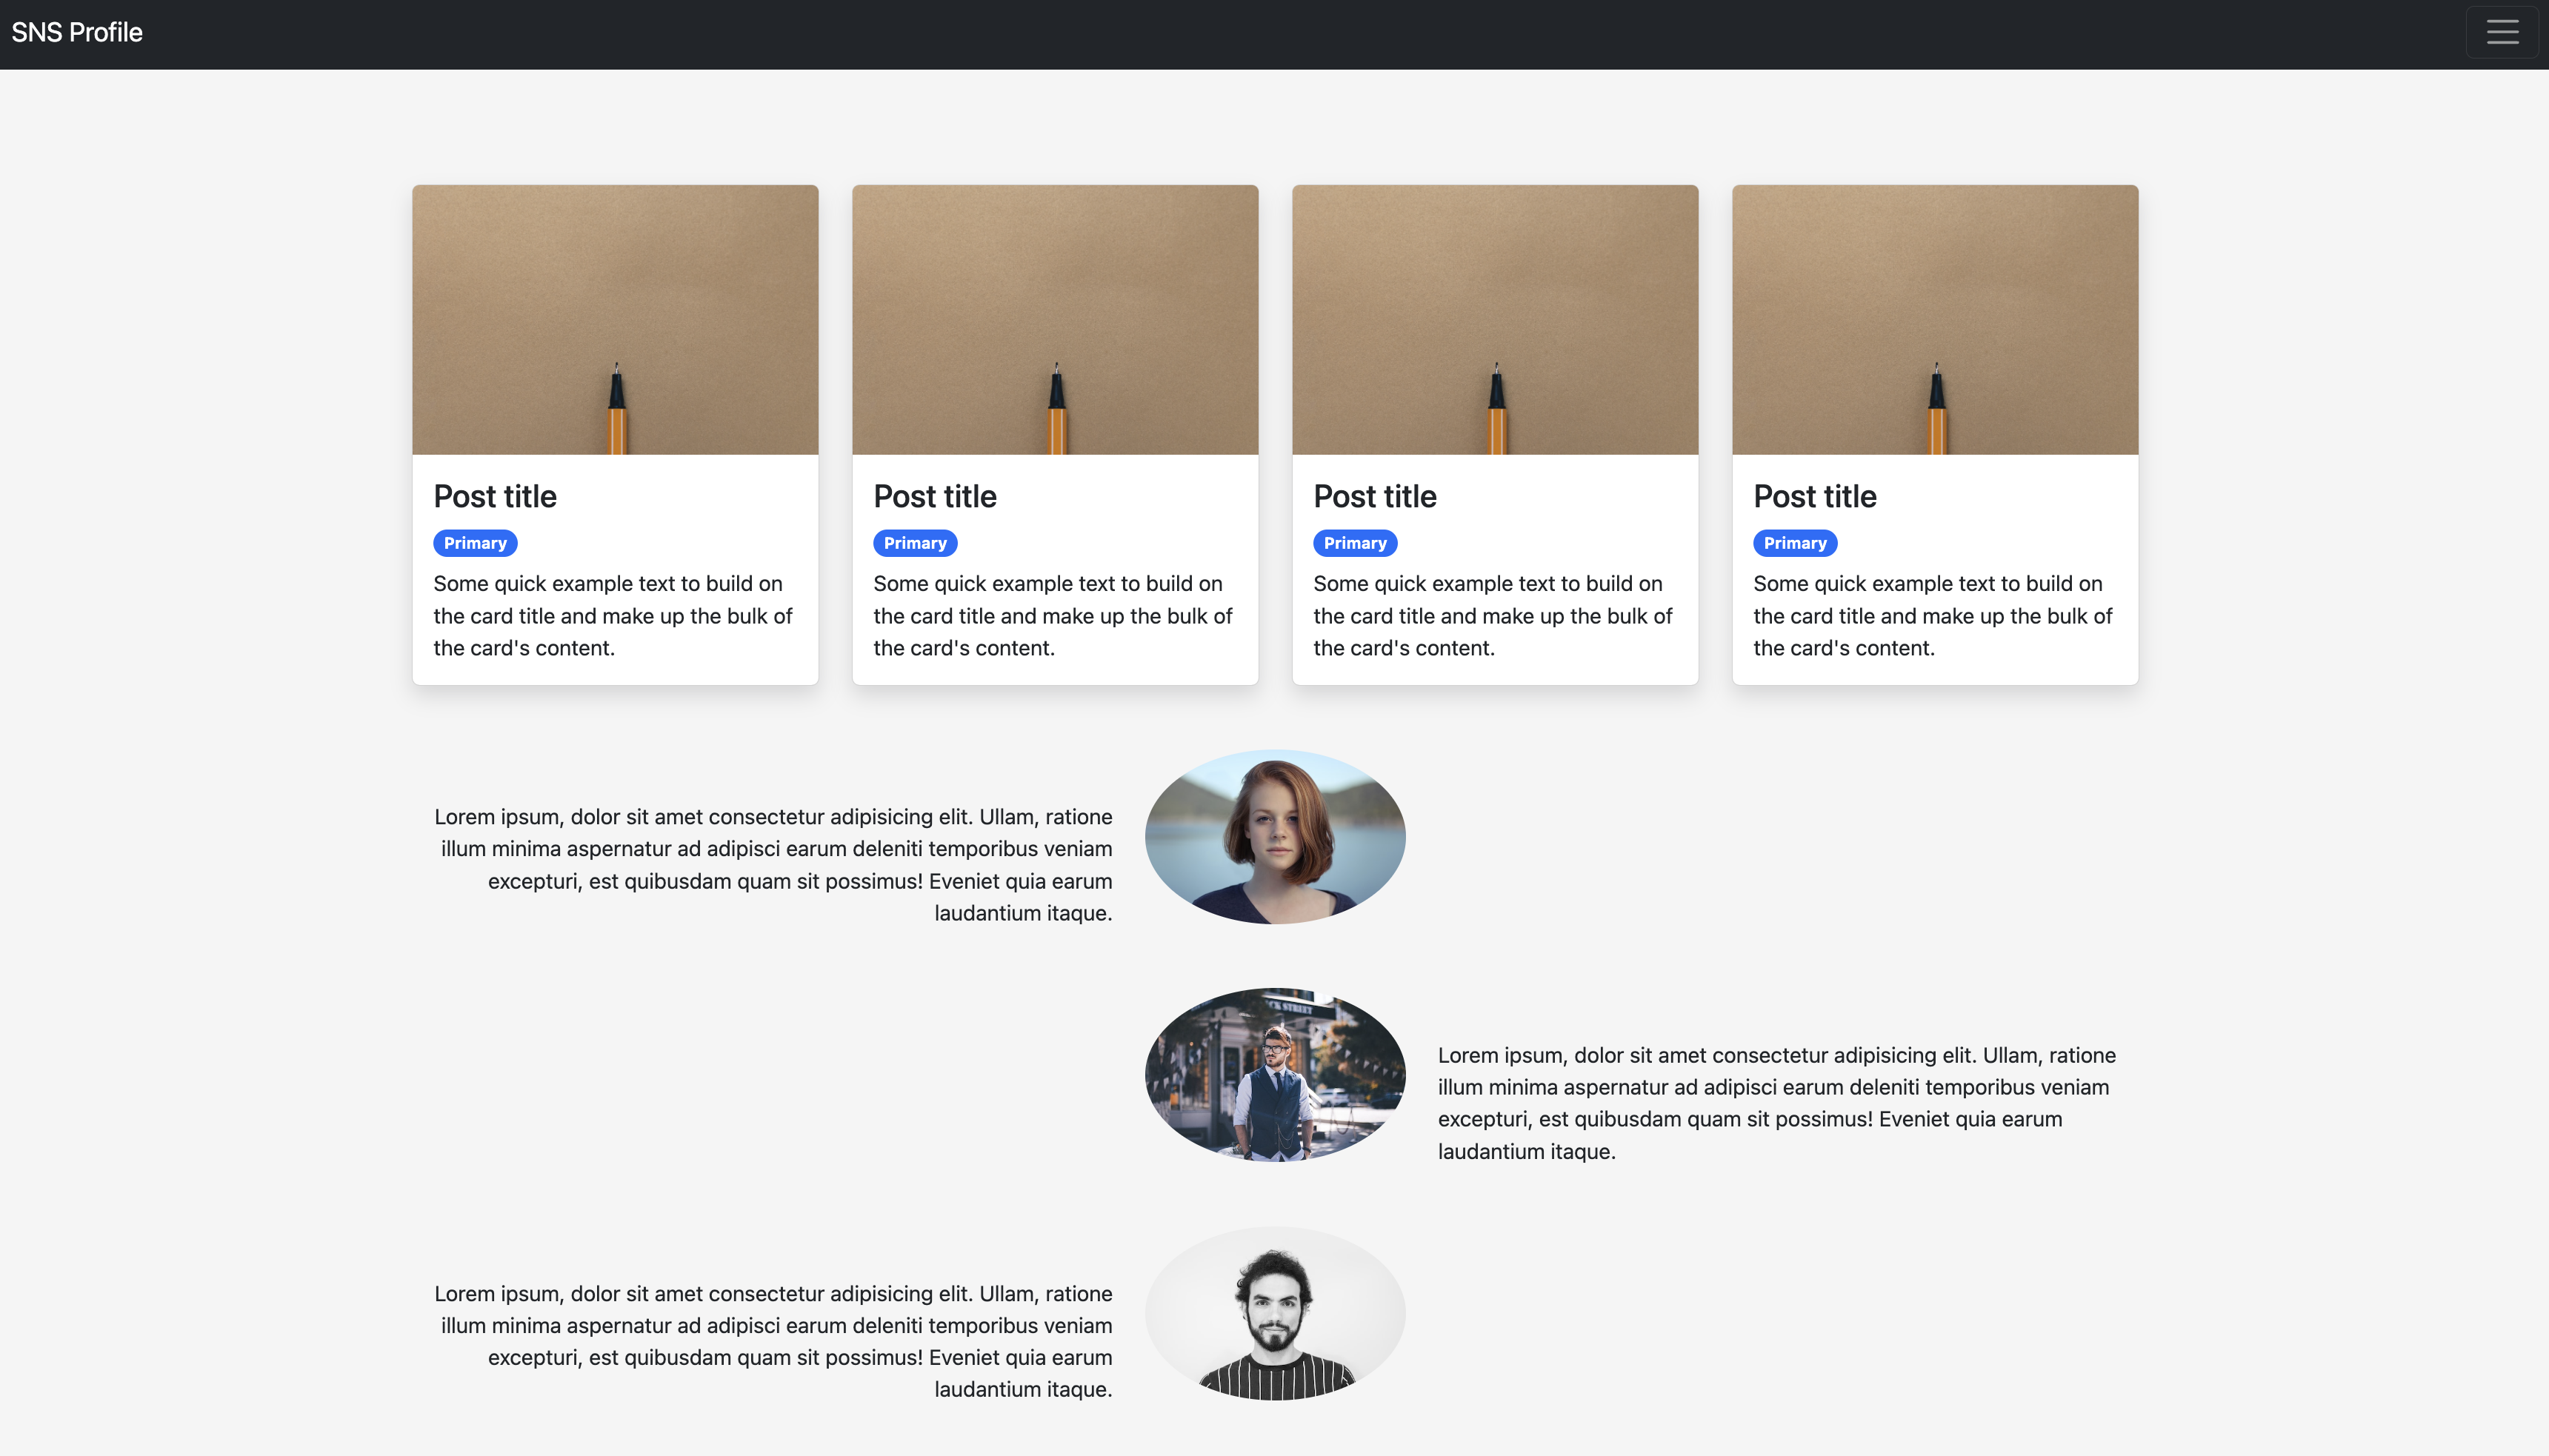 SNS Profile
Post title
Primary
Some quick example text to build on
the card title and make up the bulk of
the card's content.
Post title
Primary
Some quick example text to build on
the card title and make up the bulk of
the card's content.
Post title
Primary
Some quick example text to build on
the card title and make up the bulk of
the card's content.
Post title
Primary
Some quick example text to build on
the card title and make up the bulk of
the card's content.
Lorem ipsum, dolor sit amet consectetur adipisicing elit. Ullam, ratione
illum minima aspernatur ad adipisci earum deleniti temporibus veniam
excepturi, est quibusdam quam sit possimus! Eveniet quia earum
laudantium itaque.
STREET
Lorem ipsum, dolor sit amet consectetur adipisicing elit. Ullam, ratione
illum minima aspernatur ad adipisci earum deleniti temporibus veniam
excepturi, est quibusdam quam sit possimus! Eveniet quia earum
laudantium itaque.
Lorem ipsum, dolor sit amet consectetur adipisicing elit. Ullam, ratione
illum minima aspernatur ad adipisci earum deleniti temporibus veniam
excepturi, est quibusdam quam sit possimus! Eveniet quia earum
laudantium itaque.